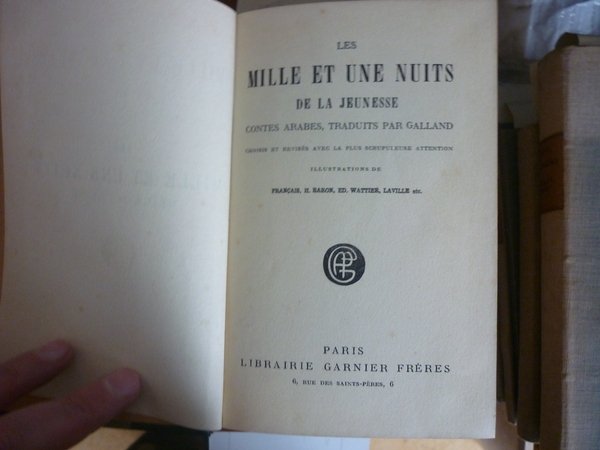 LES
MILLE ET UNE NUITS
DE LA JEUNESSE
CONTES ARABES, TRADUITS PAR GALLAND
CHOISIS ET REVISÉS AVEC LA PLUS SCRUPULEUSE ATTENTION
ILLUSTRATIONS DE
FRANÇAIS, H. BARON, ED. WATTIER, LAVILLE etc.
PARIS
LIBRAIRIE GARNIER FRÈRES
6, RUE DES SAINTS-PÈRES, 6